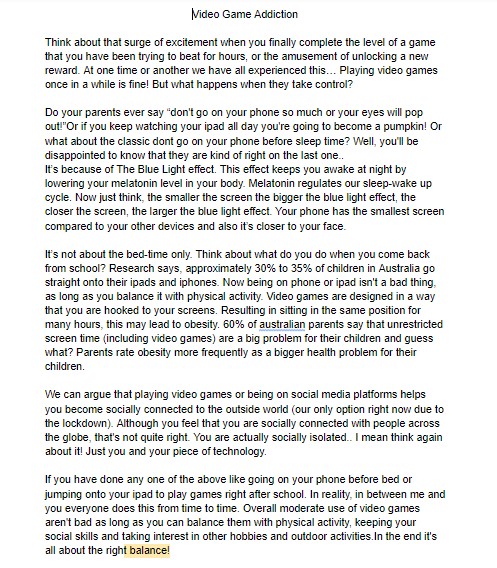 Video Game Addiction
Think about that surge of excitement when you finally complete the level of a game
that you have been trying to beat for hours, or the amusement of unlocking a new
reward. At one time or another we have all experienced this… Playing video games
once in a while is fine! But what happens when they take control?
Do your parents ever say “don't go on your phone so much or your eyes will pop
out!”Or if you keep watching your ipad all day you're going to become a pumpkin! Or
what about the classic dont go on your phone before sleep time? Well, you'll be
disappointed to know that they are kind of right on the last one..
It's because of The Blue Light effect. This effect keeps you awake at night by
lowering your melatonin level in your body. Melatonin regulates our sleep-wake up
cycle. Now just think, the smaller the screen the bigger the blue light effect, the
closer the screen, the larger the blue light effect. Your phone has the smallest screen
compared to your other devices and also it's closer to your face.
It's not about the bed-time only. Think about what do you do when you come back
from school? Research says, approximately 30% to 35% of children in Australia go
straight onto their ipads and iphones. Now being on phone or ipad isn't a bad thing,
as long as you balance it with physical activity. Video games are designed in a way
that you are hooked to your screens. Resulting in sitting in the same position for
many hours, this may lead to obesity. 60% of australian parents say that unrestricted
screen time (including video games) are a big problem for their children and guess
what? Parents rate obesity more frequently as a bigger health problem for their
children.
We can argue that playing video games or being on social media platforms helps
you become socially connected to the outside world (our only option right now due to
the lockdown). Although you feel that you are socially connected with people across
the globe, that's not quite right. You are actually socially isolated.. I mean think again
about it! Just you and your piece of technology.
If you have done any one of the above like going on your phone before bed or
jumping onto your ipad to play games right after school. In reality, in between me and
you everyone does this from time to time. Overall moderate use of video games
aren't bad as long as you can balance them with physical activity, keeping your
social skills and taking interest in other hobbies and outdoor activities.In the end it's
all about the right balance!